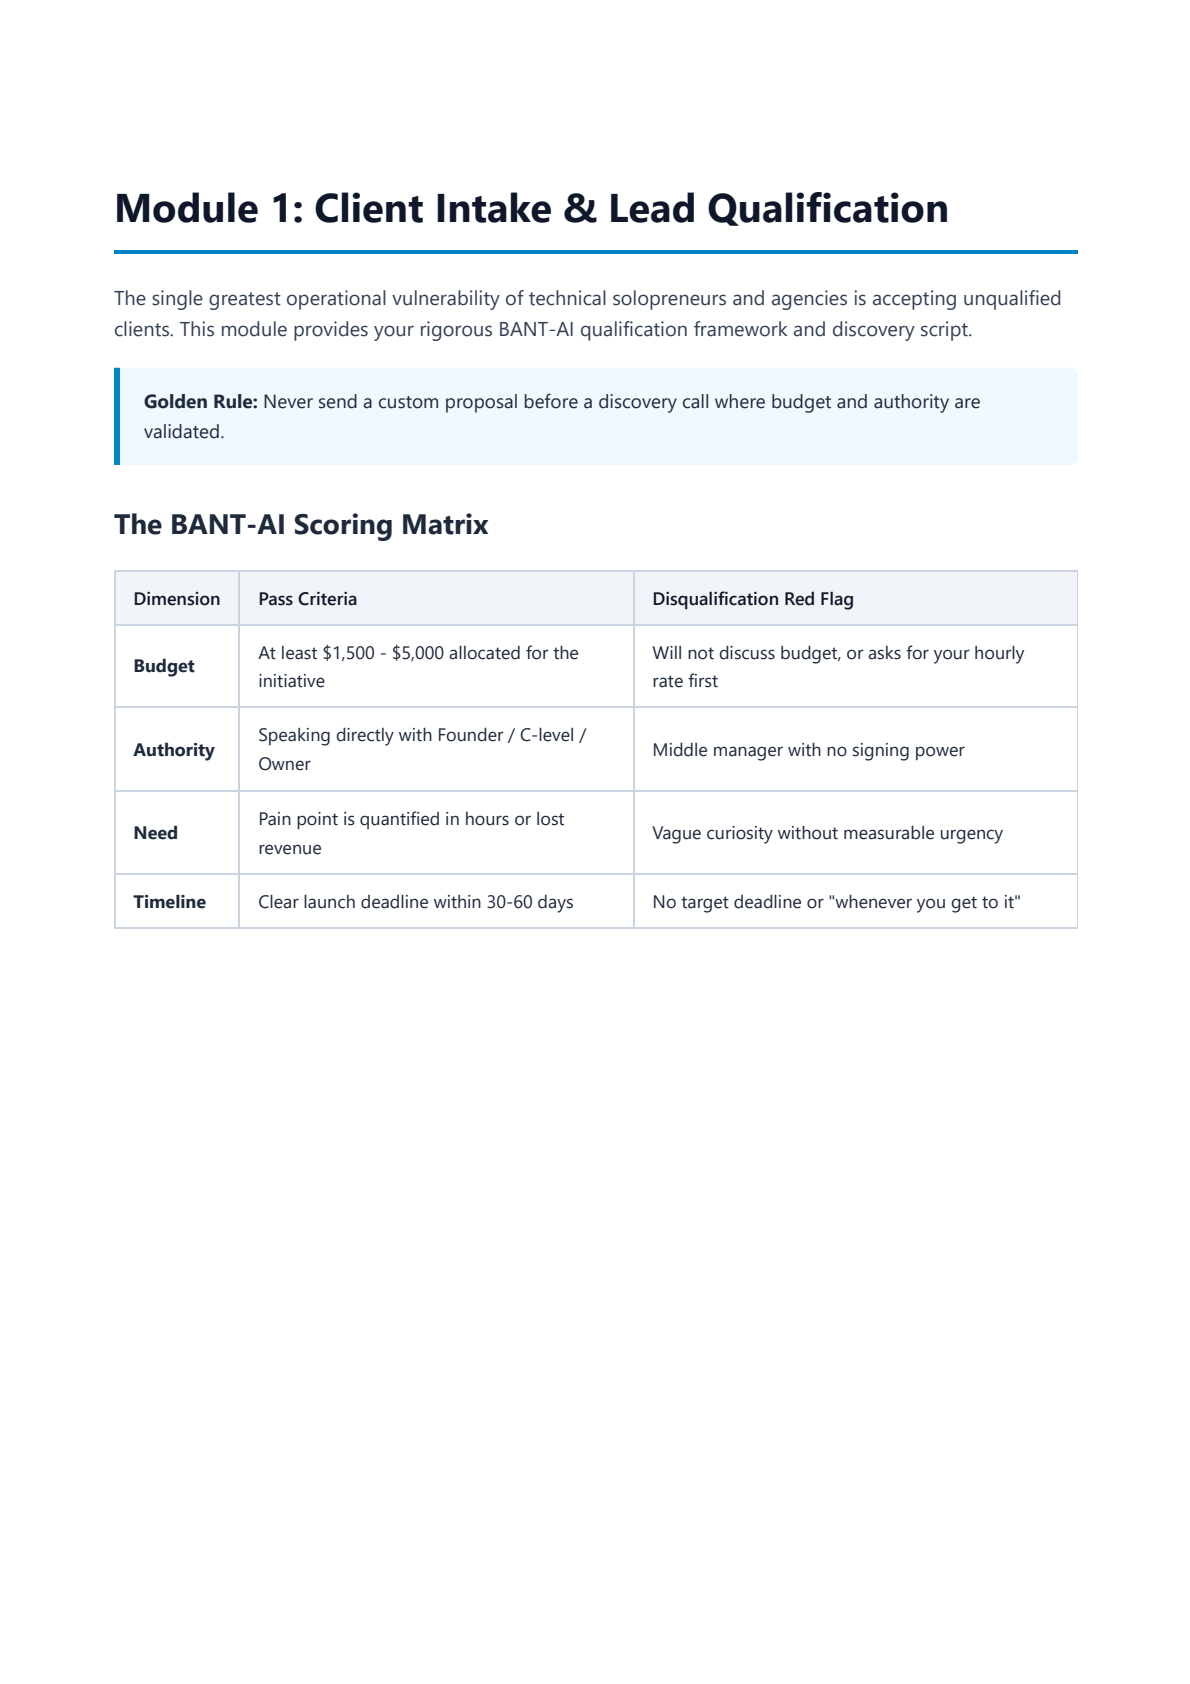 Module 1: Client Intake & Lead Qualification
The single greatest operational vulnerability of technical solopreneurs and agencies is accepting unqualified
clients. This module provides your rigorous BANT-AI qualification framework and discovery script.
Golden Rule: Never send a custom proposal before a discovery call where budget and authority are
validated.
The BANT-AI Scoring Matrix
Dimension Pass Criteria Disqualification Red Flag
Budget
At least $1,500 - $5,000 allocated for the
initiative
Will not discuss budget, or asks for your hourly
rate first
Authority
Speaking directly with Founder / C-level /
Owner
Middle manager with no signing power
Need
Pain point is quantified in hours or lost
revenue
Vague curiosity without measurable urgency
Timeline Clear launch deadline within 30-60 days No target deadline or "whenever you get to it"